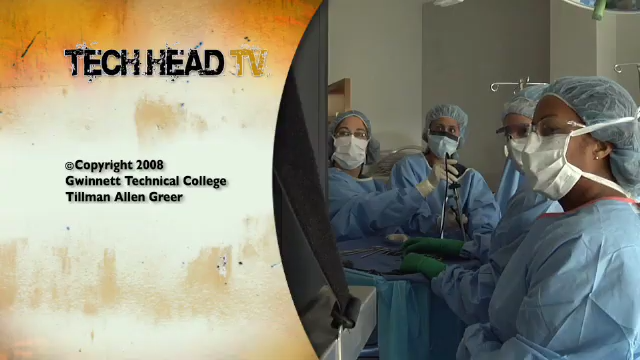 TECH HEAD TV
©Copyright 2008
Gwinnett Technical College
Tillman Allen Greer